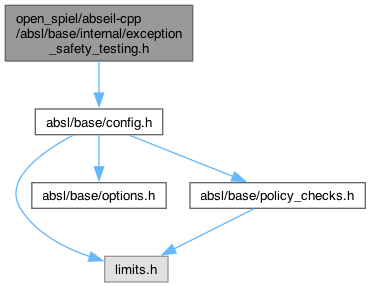 open_spiel/abseil-cpp
/absl/base/internal/exception
_safety_testing.h
absl/base/config.h
absl/base/options.h
absl/base/policy_checks.h
limits.h